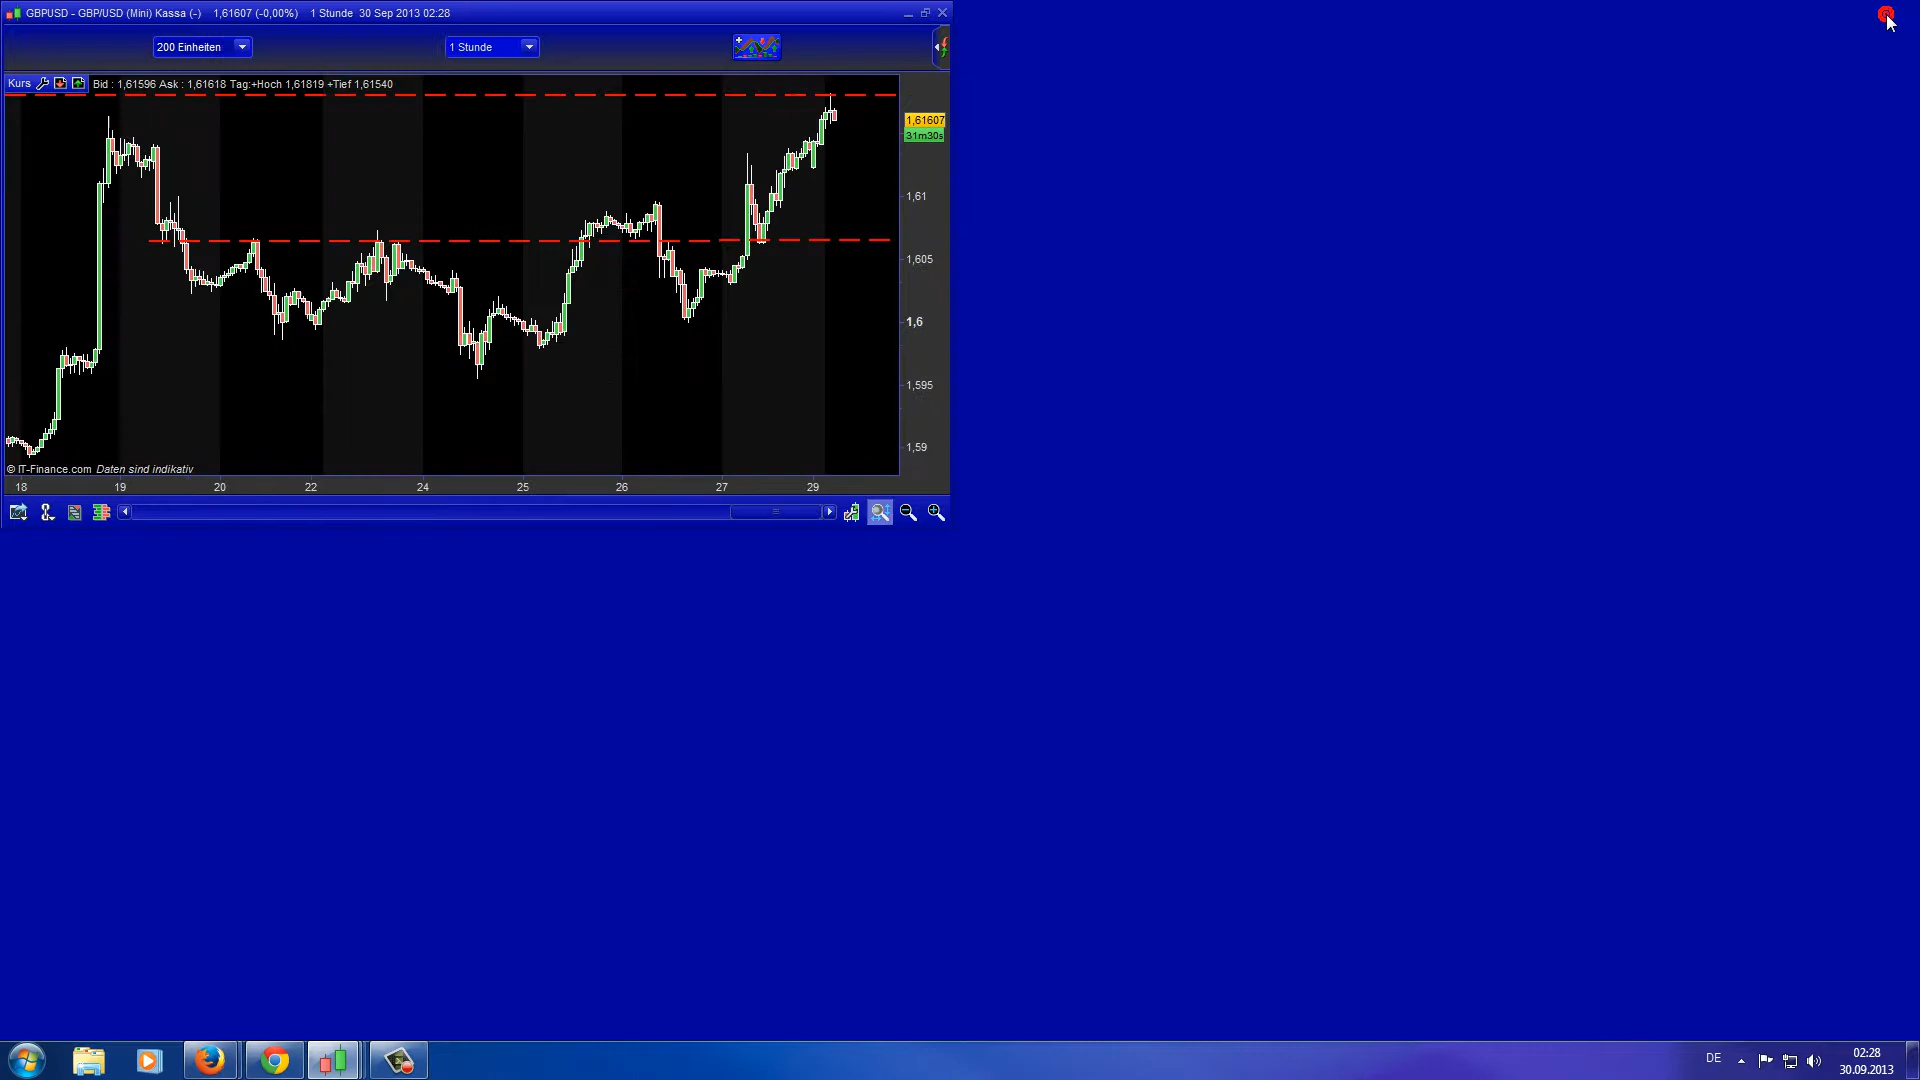 GBPUSD - GBP/USD (Mini) Kassa (-) 1,61607 (-0,00%) 1 Stunde 30 Sep 2013 02:28
200 Einheiten 1 Stunde
Kurs Bid : 1,61596 Ask : 1,61618 Tag:+Hoch 1,61819 +Tief 1,61540
1,61607
31m30s
1,61
1,605
1,6
1,595
1,59
© IT-Finance.com Daten sind indikativ
18 19 20 22 24 25 26 27 29
DE 02:28
30.09.2013